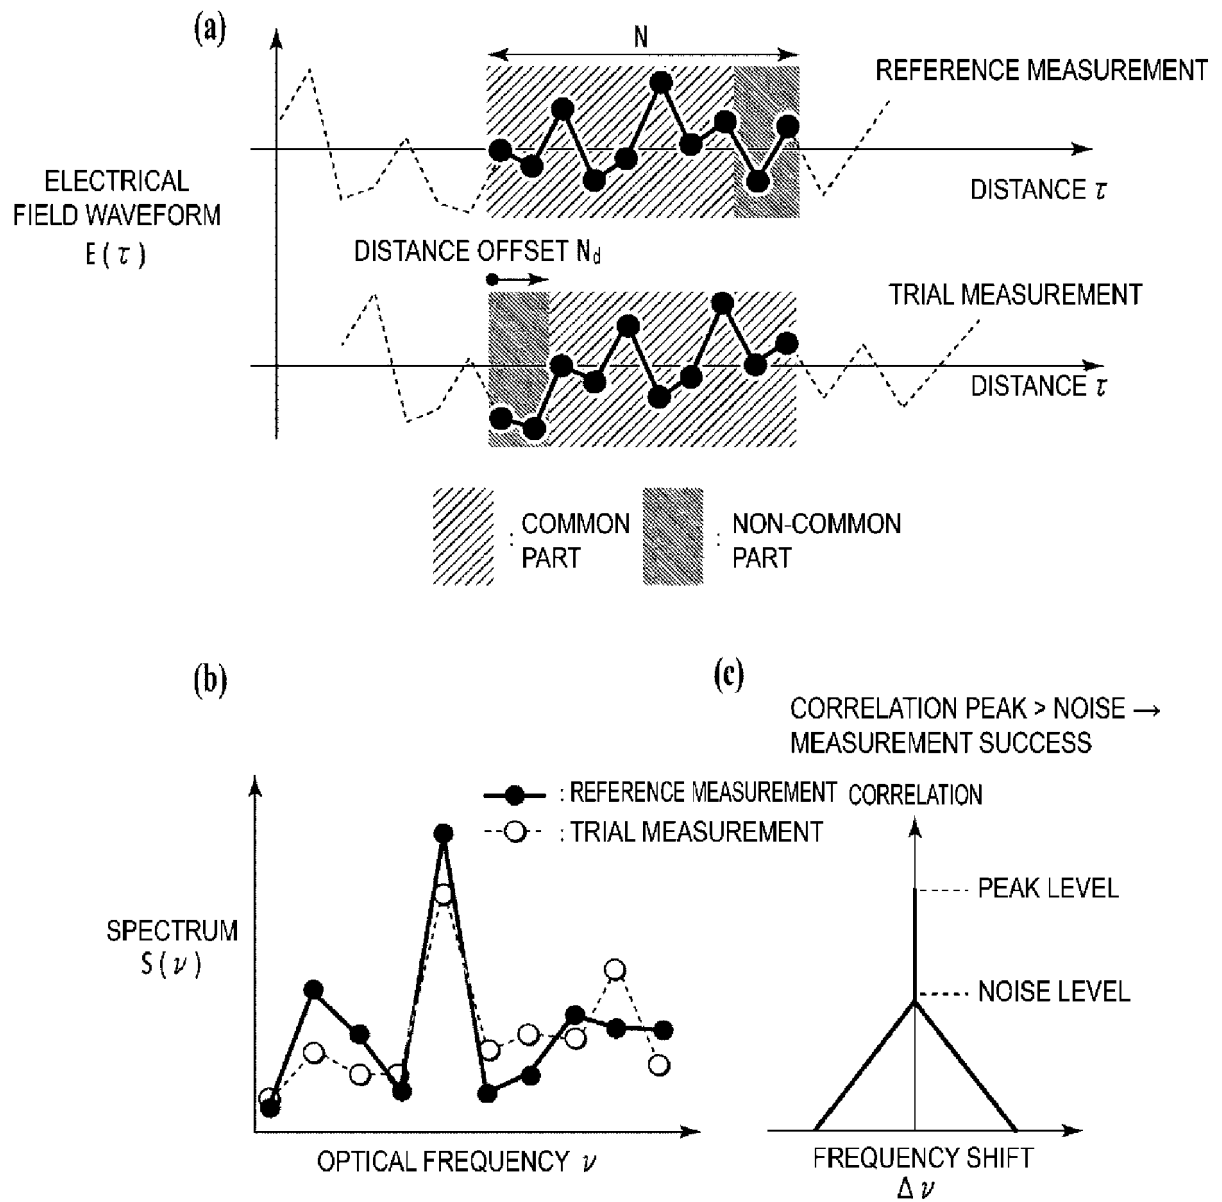 (a)
N
REFERENCE MEASUREMENT
DISTANCE τ
ELECTRICAL
FIELD WAVEFORM
E(τ)
DISTANCE OFFSET Nd
TRIAL MEASUREMENT
DISTANCE τ
: COMMON
PART
: NON-COMMON
PART
(b)
(c)
CORRELATION PEAK > NOISE →
MEASUREMENT SUCCESS
: REFERENCE MEASUREMENT
: TRIAL MEASUREMENT
CORRELATION
PEAK LEVEL
SPECTRUM
S(ν)
NOISE LEVEL
OPTICAL FREQUENCY ν
FREQUENCY SHIFT
Δν